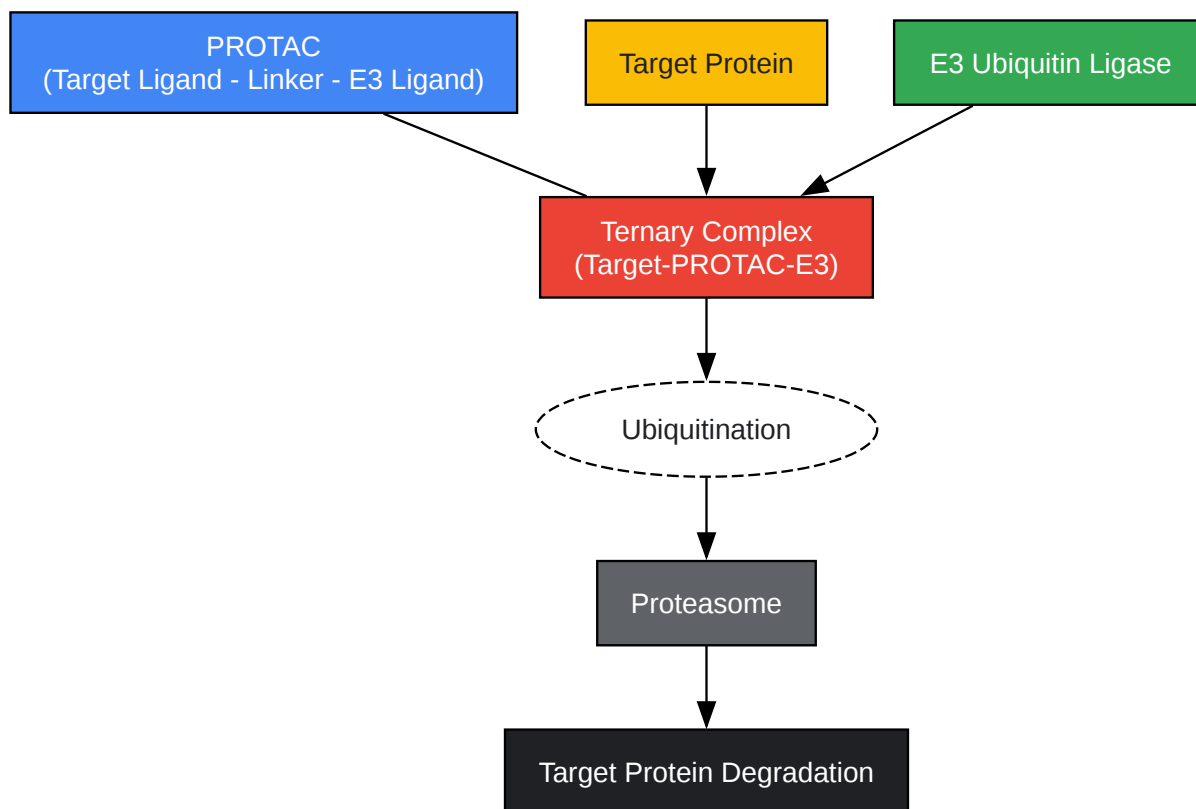 PROTAC
(Target Ligand - Linker - E3 Ligand)
Target Protein
E3 Ubiquitin Ligase
Ternary Complex
(Target-PROTAC-E3)
Ubiquitination
Proteasome
Target Protein Degradation